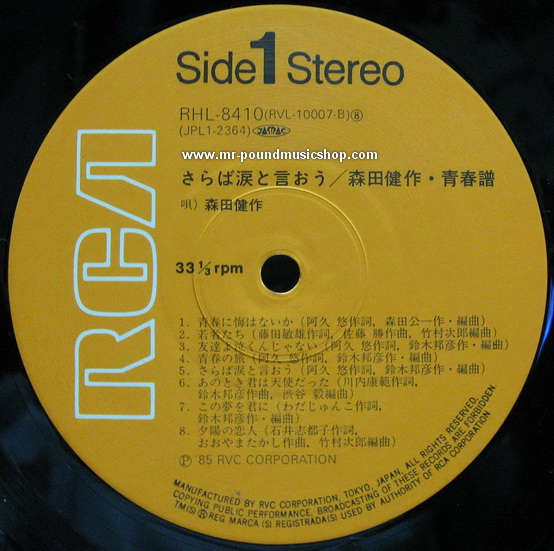 Side 1 Stereo
RHL-8410(RVL-10007-B)⑧
(JPL1-2364) JASRAC
www.mr-poundmusicshop.com
さらば涙と言おう／森田健作・青春譜
唄）森田健作
33 1/3 rpm
RCA
1. 青春に悔はないか（阿久 悠作詞, 森田公一作・編曲）
2. 若者たち（藤田敏雄作詞, 佐藤 勝作曲, 竹村次郎編曲）
3. 友達よ泣くんじゃない（阿久 悠作詞, 鈴木邦彦作・編曲）
4. 青春の旅（阿久 悠作詞, 鈴木邦彦作・編曲）
5. さらば涙と言おう（阿久 悠作詞, 鈴木邦彦作・編曲）
6. あのとき君は天使だった（川内康範作詞,
鈴木邦彦作曲, 渋谷 毅編曲）
7. この夢を君に（わだじゅんこ作詞,
鈴木邦彦作・編曲）
8. 夕陽の恋人（石井志都子作詞,
おおやまたかし作曲, 竹村次郎編曲）
Ⓟ '85 RVC CORPORATION
MANUFACTURED BY RVC CORPORATION, TOKYO, JAPAN. ALL RIGHTS RESERVED.
COPYING PUBLIC PERFORMANCE, BROADCASTING OF THESE RECORDS ARE FORBIDDEN.
TM(S) ® REG MARCA(S) REGISTRADA(S) USED BY AUTHORITY OF RCA CORPORATION